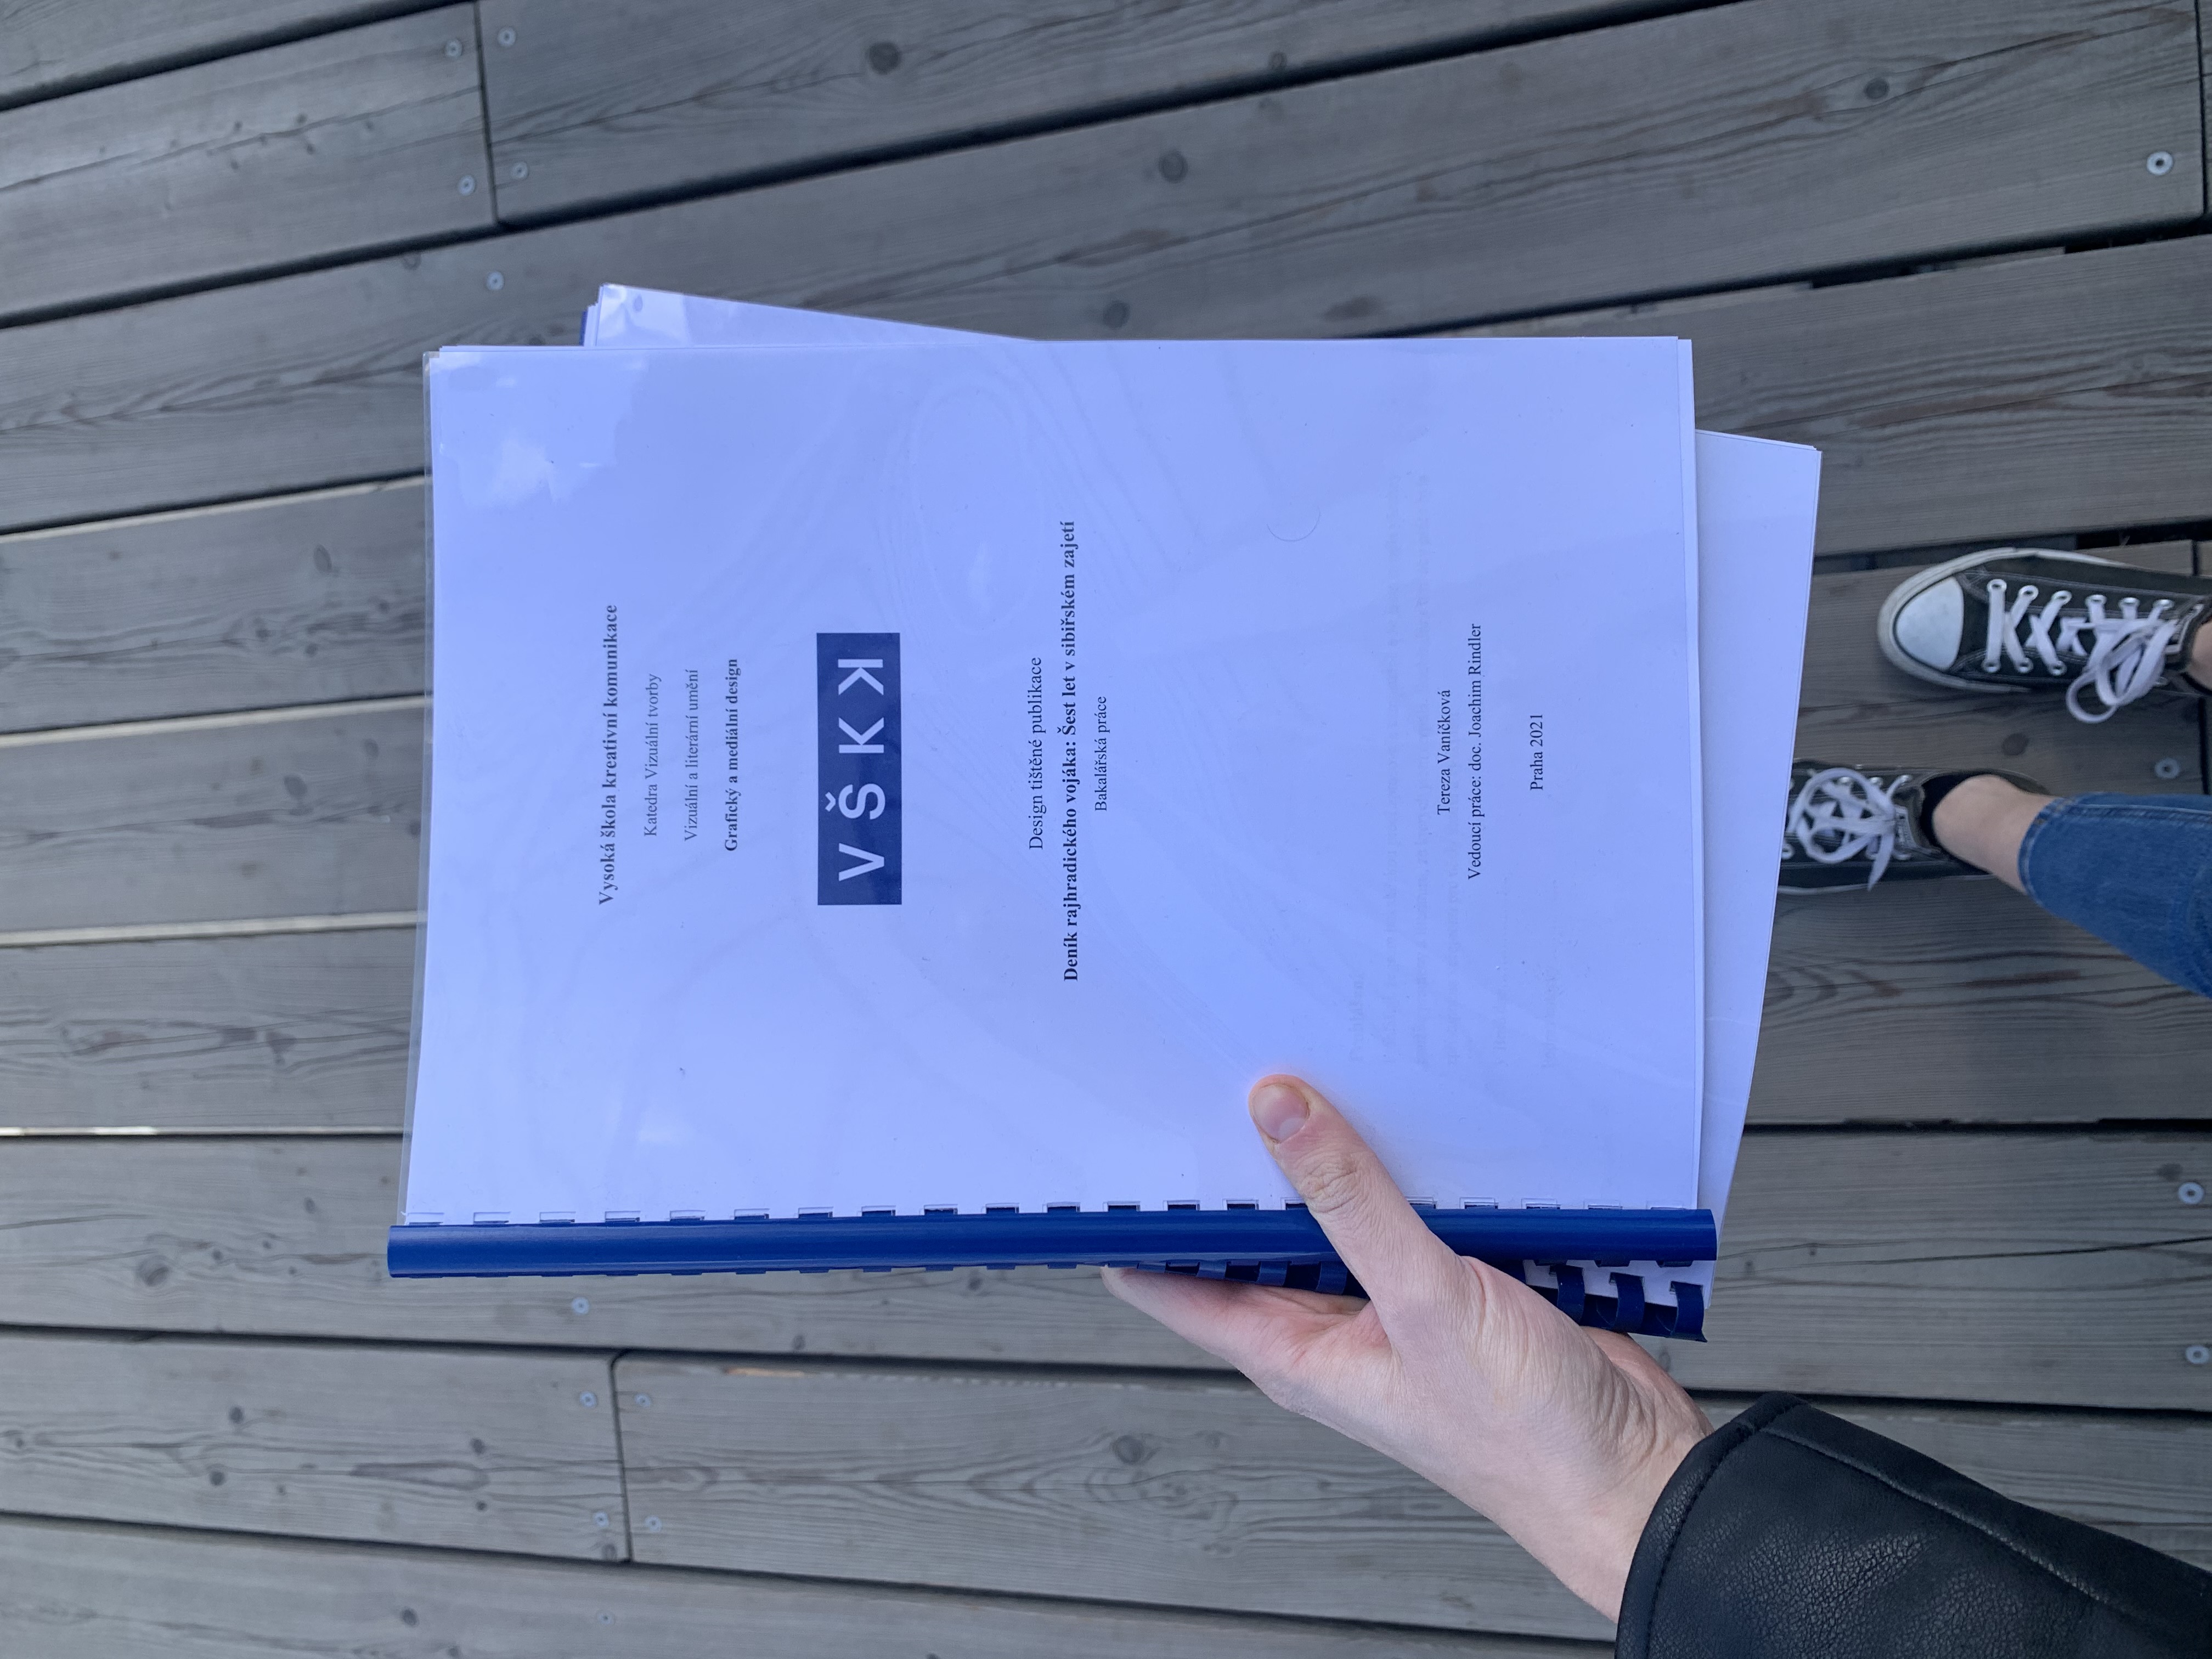 Vysoká škola kreativní komunikace
Katedra Vizuální tvorby
Vizuální a literární umění
Grafický a mediální design
VŠKK
Design tištěné publikace
Deník rajhradického vojáka: Šest let v sibiřském zajetí
Bakalářská práce
Tereza Vaníčková
Vedoucí práce: doc. Joachim Rindler
Praha 2021